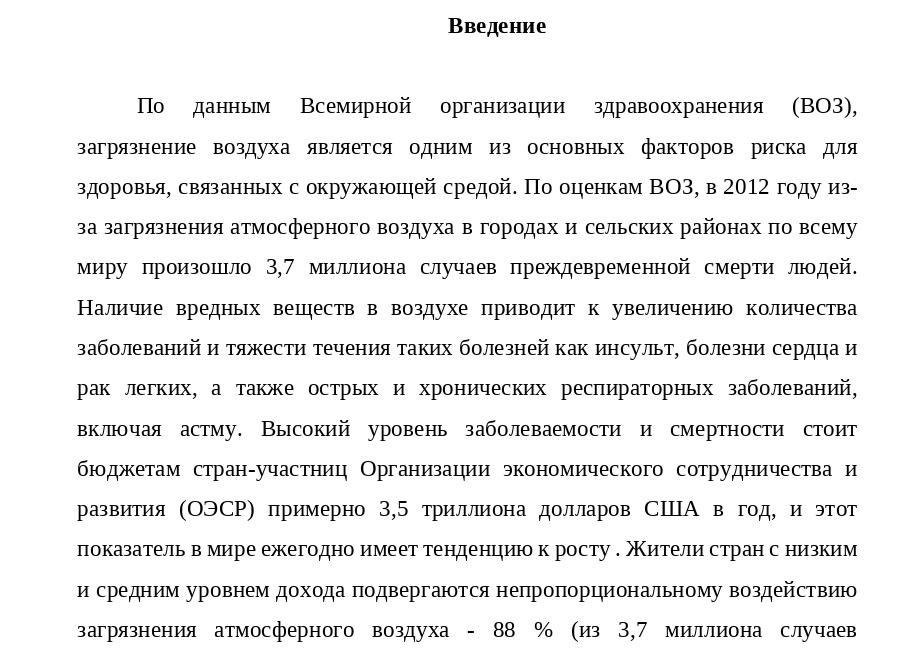 Введение
По данным Всемирной организации здравоохранения (ВОЗ),
загрязнение воздуха является одним из основных факторов риска для
здоровья, связанных с окружающей средой. По оценкам ВОЗ, в 2012 году из-
за загрязнения атмосферного воздуха в городах и сельских районах по всему
миру произошло 3,7 миллиона случаев преждевременной смерти людей.
Наличие вредных веществ в воздухе приводит к увеличению количества
заболеваний и тяжести течения таких болезней как инсульт, болезни сердца и
рак легких, а также острых и хронических респираторных заболеваний,
включая астму. Высокий уровень заболеваемости и смертности стоит
бюджетам стран-участниц Организации экономического сотрудничества и
развития (ОЭСР) примерно 3,5 триллиона долларов США в год, и этот
показатель в мире ежегодно имеет тенденцию к росту . Жители стран с низким
и средним уровнем дохода подвергаются непропорциональному воздействию
загрязнения атмосферного воздуха - 88 % (из 3,7 миллиона случаев